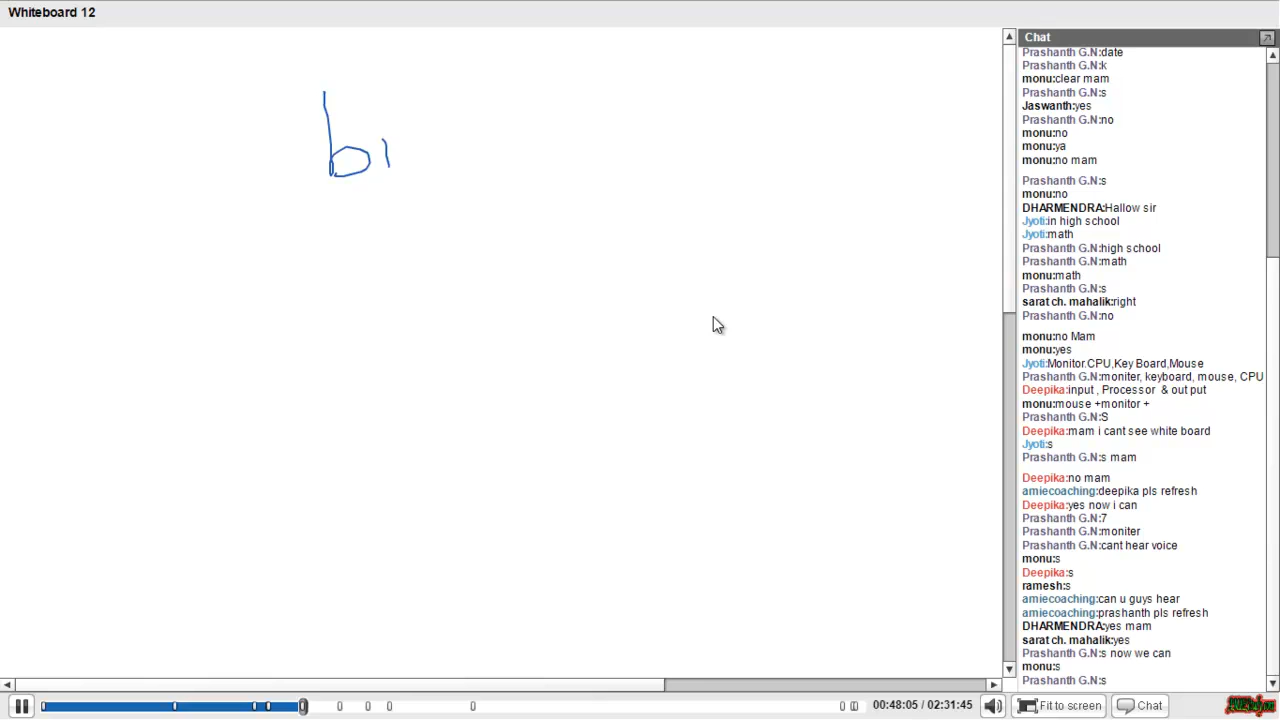 Whiteboard 12
bi
Chat
Prashanth G.N:date
Prashanth G.N:k
monu:clear mam
Prashanth G.N:s
Jaswanth:yes
Prashanth G.N:no
monu:no
monu:ya
monu:no mam
Prashanth G.N:s
monu:no
DHARMENDRA:Hallow sir
Jyoti:in high school
Jyoti:math
Prashanth G.N:high school
Prashanth G.N:math
monu:math
Prashanth G.N:s
sarat ch. mahalik:right
Prashanth G.N:no
monu:no Mam
monu:yes
Jyoti:Monitor.CPU,Key Board,Mouse
Prashanth G.N:moniter, keyboard, mouse, CPU
Deepika:input , Processor & out put
monu:mouse +monitor +
Prashanth G.N:S
Deepika:mam i cant see white board
Jyoti:s
Prashanth G.N:s mam
Deepika:no mam
amiecoaching:deepika pls refresh
Deepika:yes now i can
Prashanth G.N:7
Prashanth G.N:moniter
Prashanth G.N:cant hear voice
monu:s
Deepika:s
ramesh:s
amiecoaching:can u guys hear
amiecoaching:prashanth pls refresh
DHARMENDRA:yes mam
sarat ch. mahalik:yes
Prashanth G.N:s now we can
monu:s
Prashanth G.N:s
00:48:05 / 02:31:45
Fit to screen
Chat